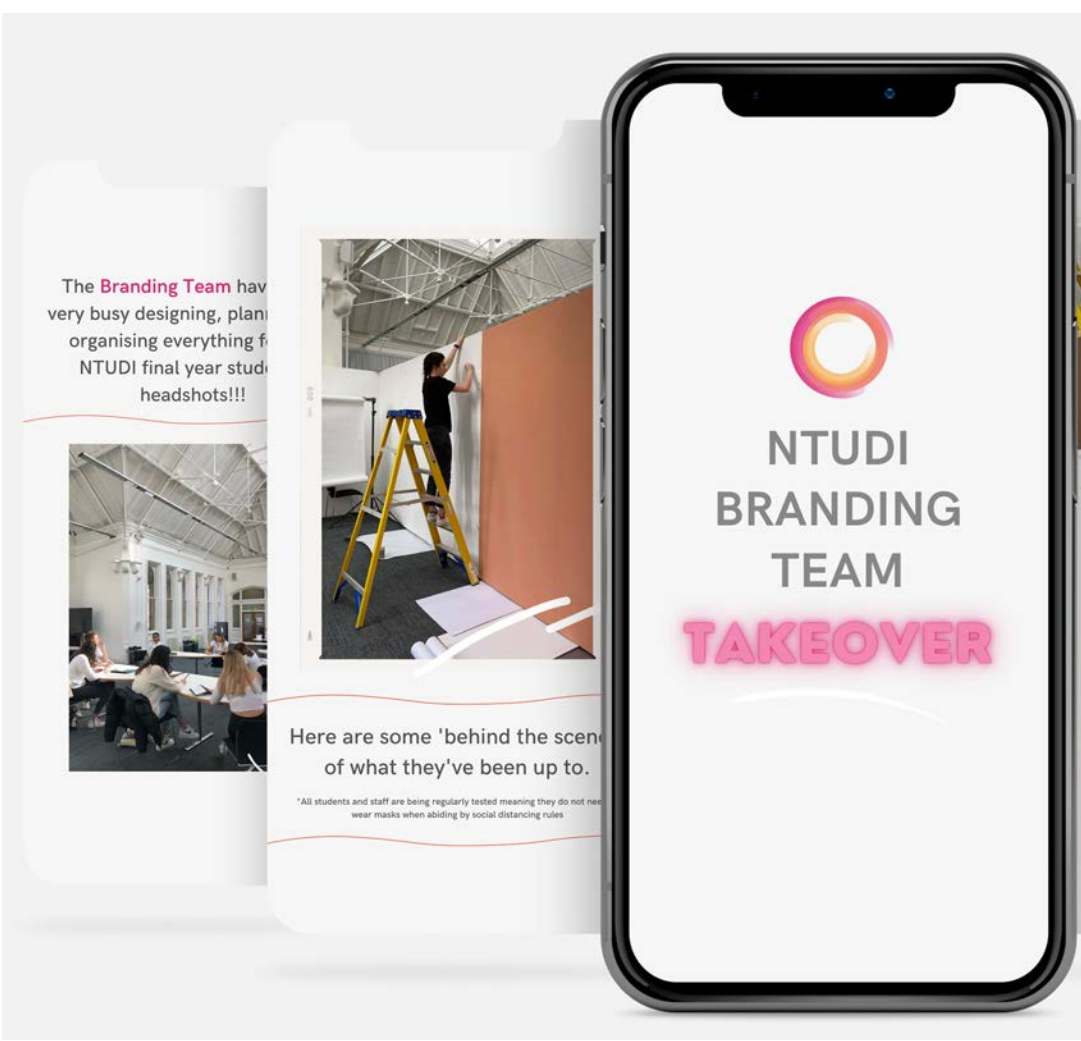 The Branding Team hav
very busy designing, plan
organising everything f
NTUDI final year stud
headshots!!!
Here are some 'behind the scen
of what they've been up to.
*All students and staff are being regularly tested meaning they do not nee
wear masks when abiding by social distancing rules
NTUDI
BRANDING
TEAM
TAKEOVER